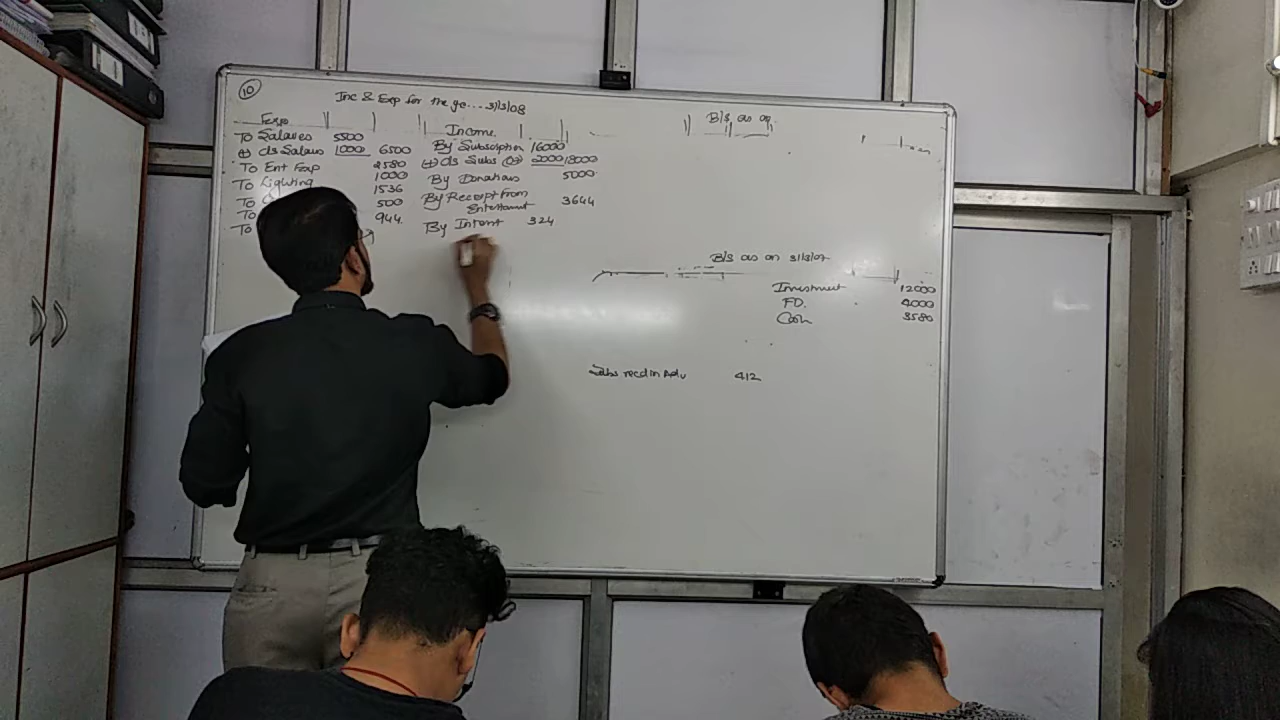 10
Inc & Exp for the ye...31/3/08
Exps Income
To Salaries 5500 By Subscription 16000
(+) O/s Salaries 1000 6500 (+) O/s Subs 2000 18000
To Ent Exp 2580 By Donations 5000
To Lighting 1000
1536 By Receipt from
To 500 Entertainment 3644
To 944 By Interest 324
To
B/S as on
B/S as on 31/3/07
Investment 12000
FD. 4000
Cash 3580
Subs recd in Adv 412